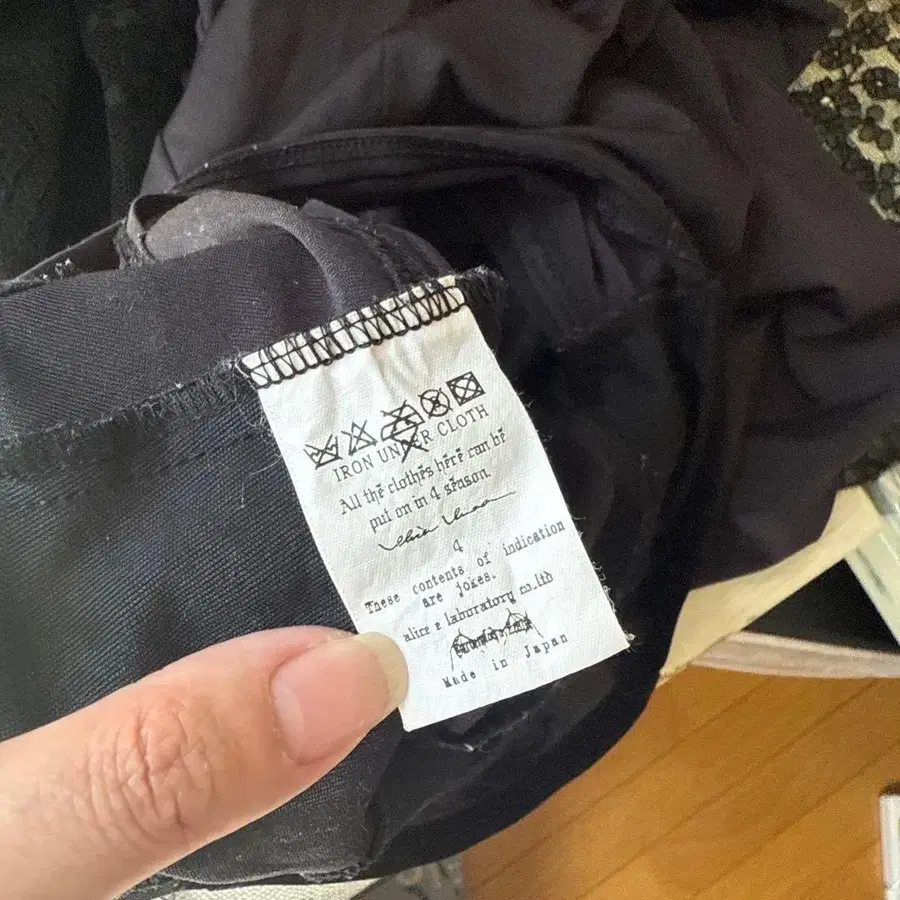 IRON UNDER CLOTH
All the clothes here can be
put on in 4 season.
4
These contents of indication
are jokes.
alice e laboratory co.ltd
Made in Japan